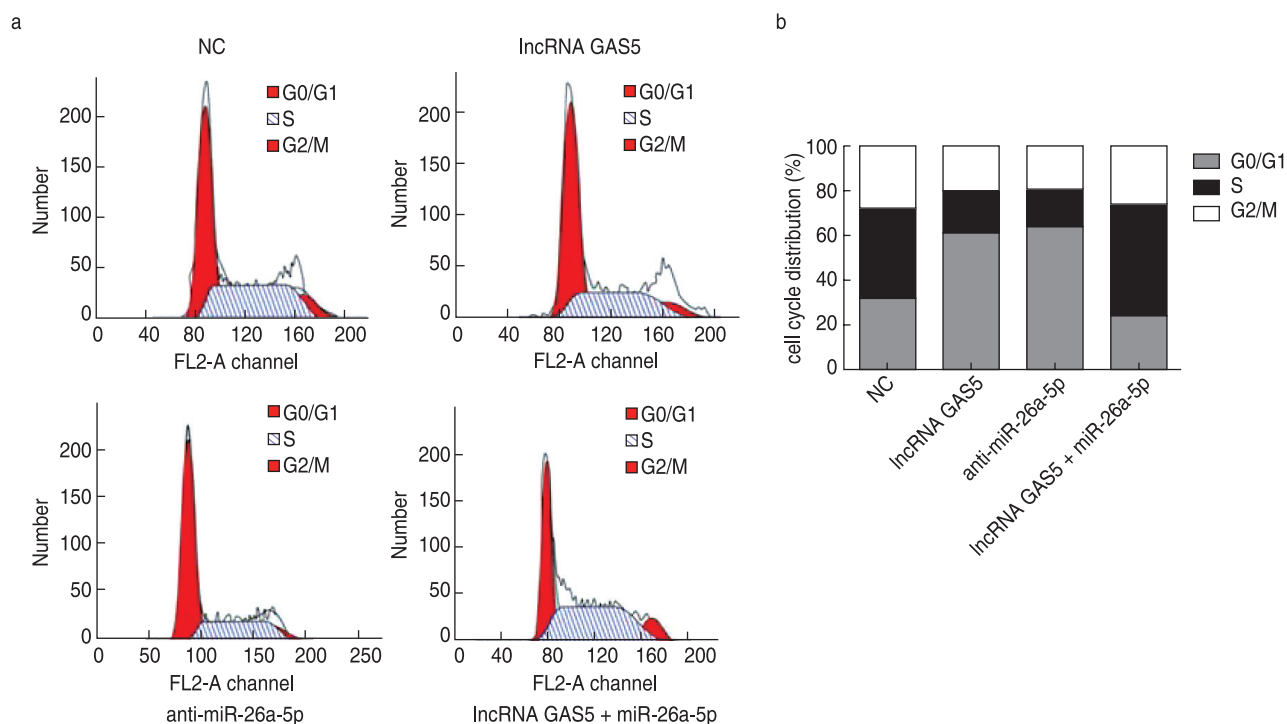 a
NC
G0/G1
S
G2/M
Number
200
150
100
50
0
0 40 80 120 160 200
FL2-A channel
lncRNA GAS5
G0/G1
S
G2/M
Number
200
150
100
50
0
0 40 80 120 160 200
FL2-A channel
G0/G1
S
G2/M
Number
200
150
100
50
0
0 50 100 150 200 250
FL2-A channel
anti-miR-26a-5p
G0/G1
S
G2/M
Number
200
150
100
50
0
0 40 80 120 160 200
FL2-A channel
lncRNA GAS5 + miR-26a-5p
b
cell cycle distribution (%)
100
80
60
40
20
0
NC
lncRNA GAS5
anti-miR-26a-5p
lncRNA GAS5 + miR-26a-5p
G0/G1
S
G2/M